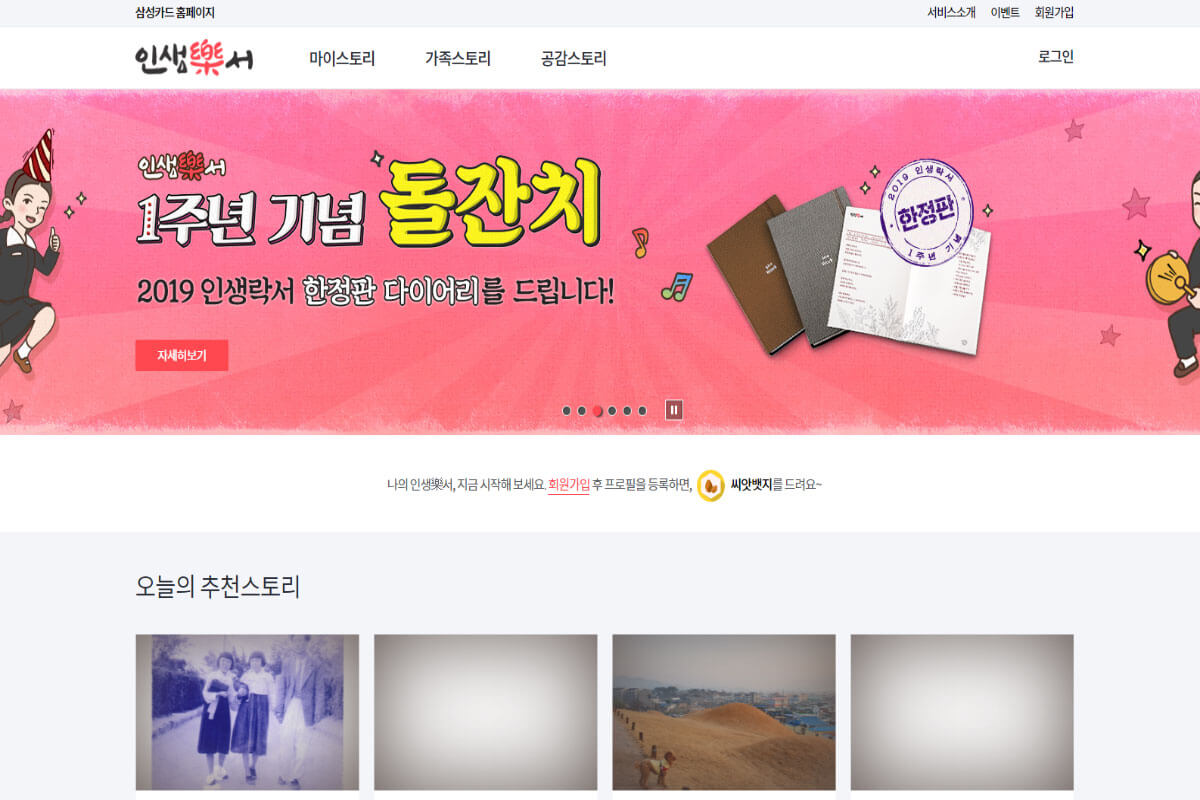 삼성카드 홈페이지
서비스소개 이벤트 회원가입
인생樂서 마이스토리 가족스토리 공감스토리 로그인
인생樂서
1주년 기념 돌잔치
2019 인생락서 한정판 다이어리를 드립니다!
자세히보기
2019 인생락서
한정판
1주년 기념
나의 인생樂서, 지금 시작해 보세요. 회원가입 후 프로필을 등록하면, 씨앗뱃지를 드려요~
오늘의 추천스토리